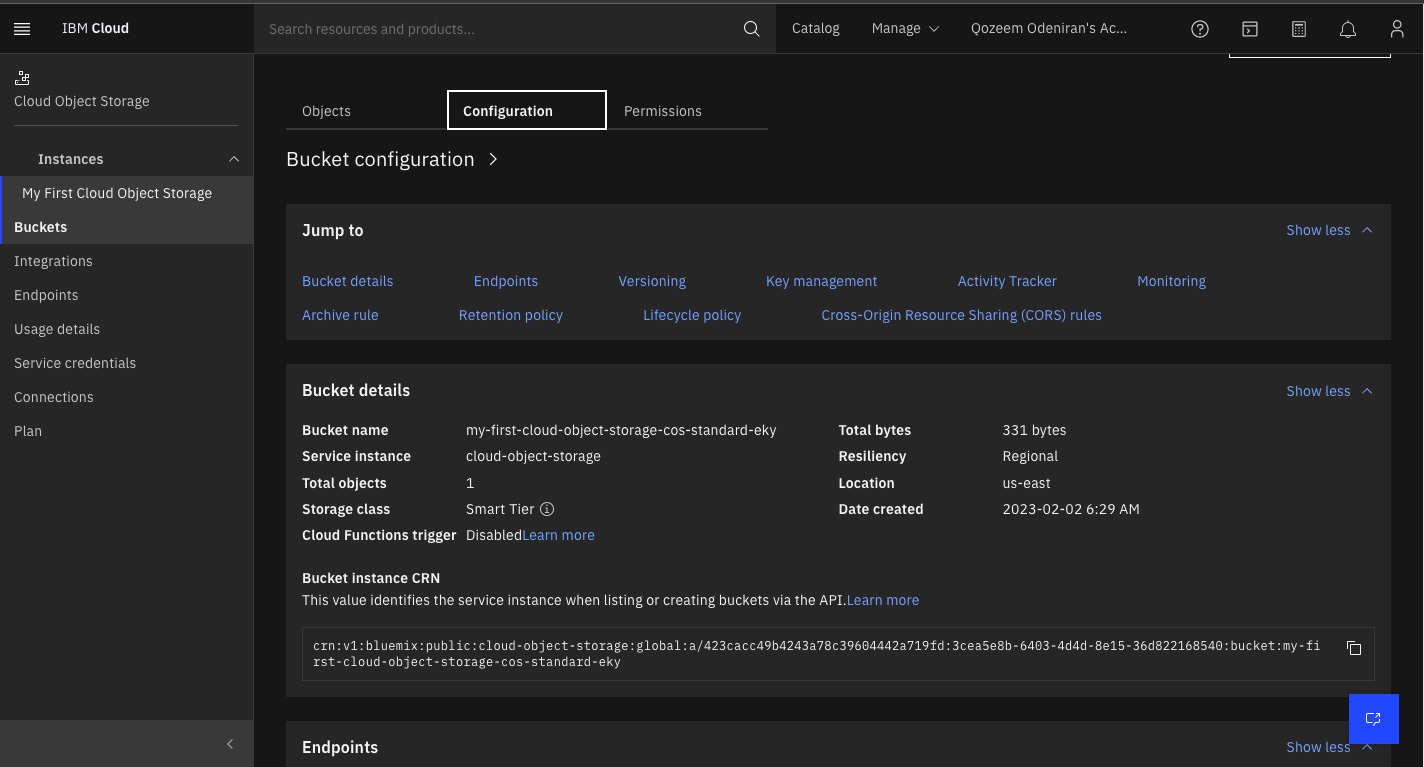 IBM Cloud
Search resources and products...
Catalog
Manage
Qozeem Odeniran's Ac...
Cloud Object Storage
Instances
My First Cloud Object Storage
Buckets
Integrations
Endpoints
Usage details
Service credentials
Connections
Plan
Objects
Configuration
Permissions
Bucket configuration
Jump to
Show less
Bucket details Endpoints Versioning Key management Activity Tracker Monitoring
Archive rule Retention policy Lifecycle policy Cross-Origin Resource Sharing (CORS) rules
Bucket details
Show less
Bucket name my-first-cloud-object-storage-cos-standard-eky Total bytes 331 bytes
Service instance cloud-object-storage Resiliency Regional
Total objects 1 Location us-east
Storage class Smart Tier Date created 2023-02-02 6:29 AM
Cloud Functions trigger DisabledLearn more
Bucket instance CRN
This value identifies the service instance when listing or creating buckets via the API.Learn more
crn:v1:bluemix:public:cloud-object-storage:global:a/423cacc49b4243a78c39604442a719fd:3cea5e8b-6403-4d4d-8e15-36d822168540:bucket:my-fi
rst-cloud-object-storage-cos-standard-eky
Endpoints
Show less